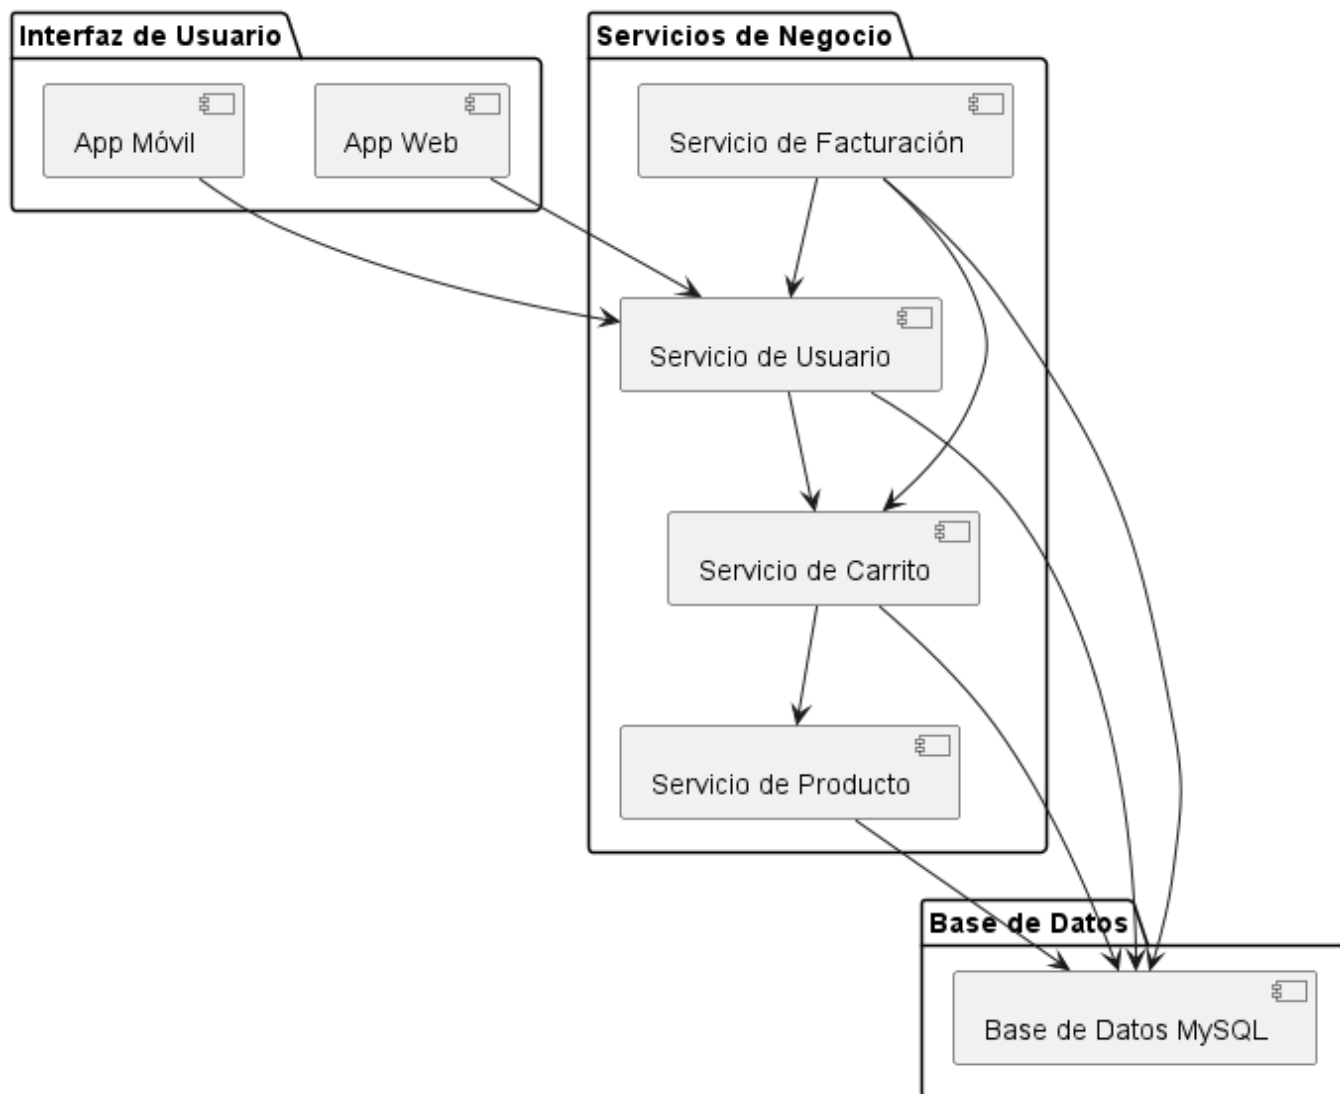 Interfaz de Usuario
App Móvil
App Web
Servicios de Negocio
Servicio de Facturación
Servicio de Usuario
Servicio de Carrito
Servicio de Producto
Base de Datos
Base de Datos MySQL